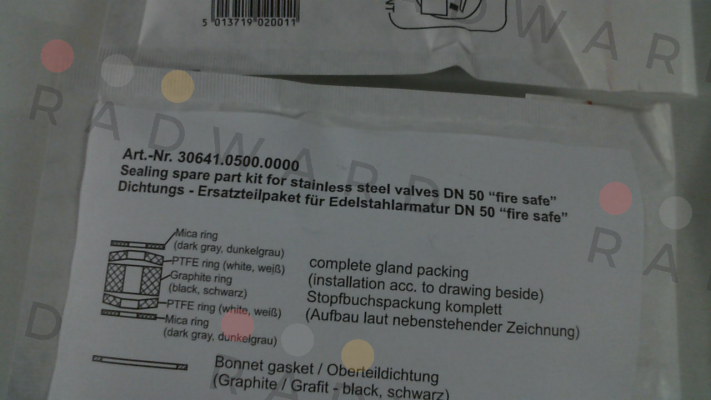 5 013719 020011
NT
RADWARD
Art.-Nr. 30641.0500.0000
Sealing spare part kit for stainless steel valves DN 50 “fire safe”
Dichtungs - Ersatzteilpaket für Edelstahlarmatur DN 50 “fire safe”
Mica ring
(dark gray, dunkelgrau)
PTFE ring (white, weiß)
Graphite ring
(black, schwarz)
PTFE ring (white, weiß)
Mica ring
(dark gray, dunkelgrau)
complete gland packing
(installation acc. to drawing beside)
Stopfbuchspackung komplett
(Aufbau laut nebenstehender Zeichnung)
Bonnet gasket / Oberteildichtung
(Graphite / Grafit - black, schwarz)